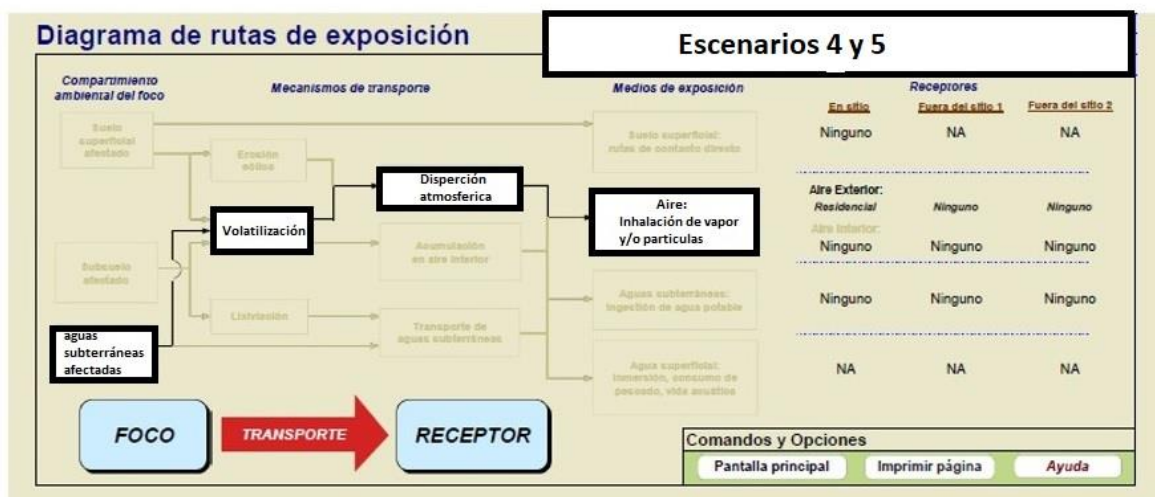 Diagrama de rutas de exposición
Escenarios 4 y 5
Compartimiento
ambiental del foco
Mecanismos de transporte
Medios de exposición
Receptores
En sitio
Fuera del sitio 1
Fuera del sitio 2
Suelo
superficial
afectado
Erosión
eólica
Suelo superficial:
rutas de contacto directo
Ninguno
NA
NA
Volatilización
Disperción
atmosferica
Aire:
Inhalación de vapor
y/o particulas
Aire Exterior:
Residencial
Ninguno
Ninguno
Aire Interior:
Ninguno
Ninguno
Ninguno
Subsuelo
afectado
Acumulación
en aire interior
Lixiviación
Transporte de
aguas subterráneas
Aguas subterráneas:
ingestión de agua potable
Ninguno
Ninguno
Ninguno
aguas
subterráneas
afectadas
Agua superficial:
Inmersión, consumo de
pescado, vida acuática
NA
NA
NA
FOCO
TRANSPORTE
RECEPTOR
Comandos y Opciones
Pantalla principal
Imprimir página
Ayuda